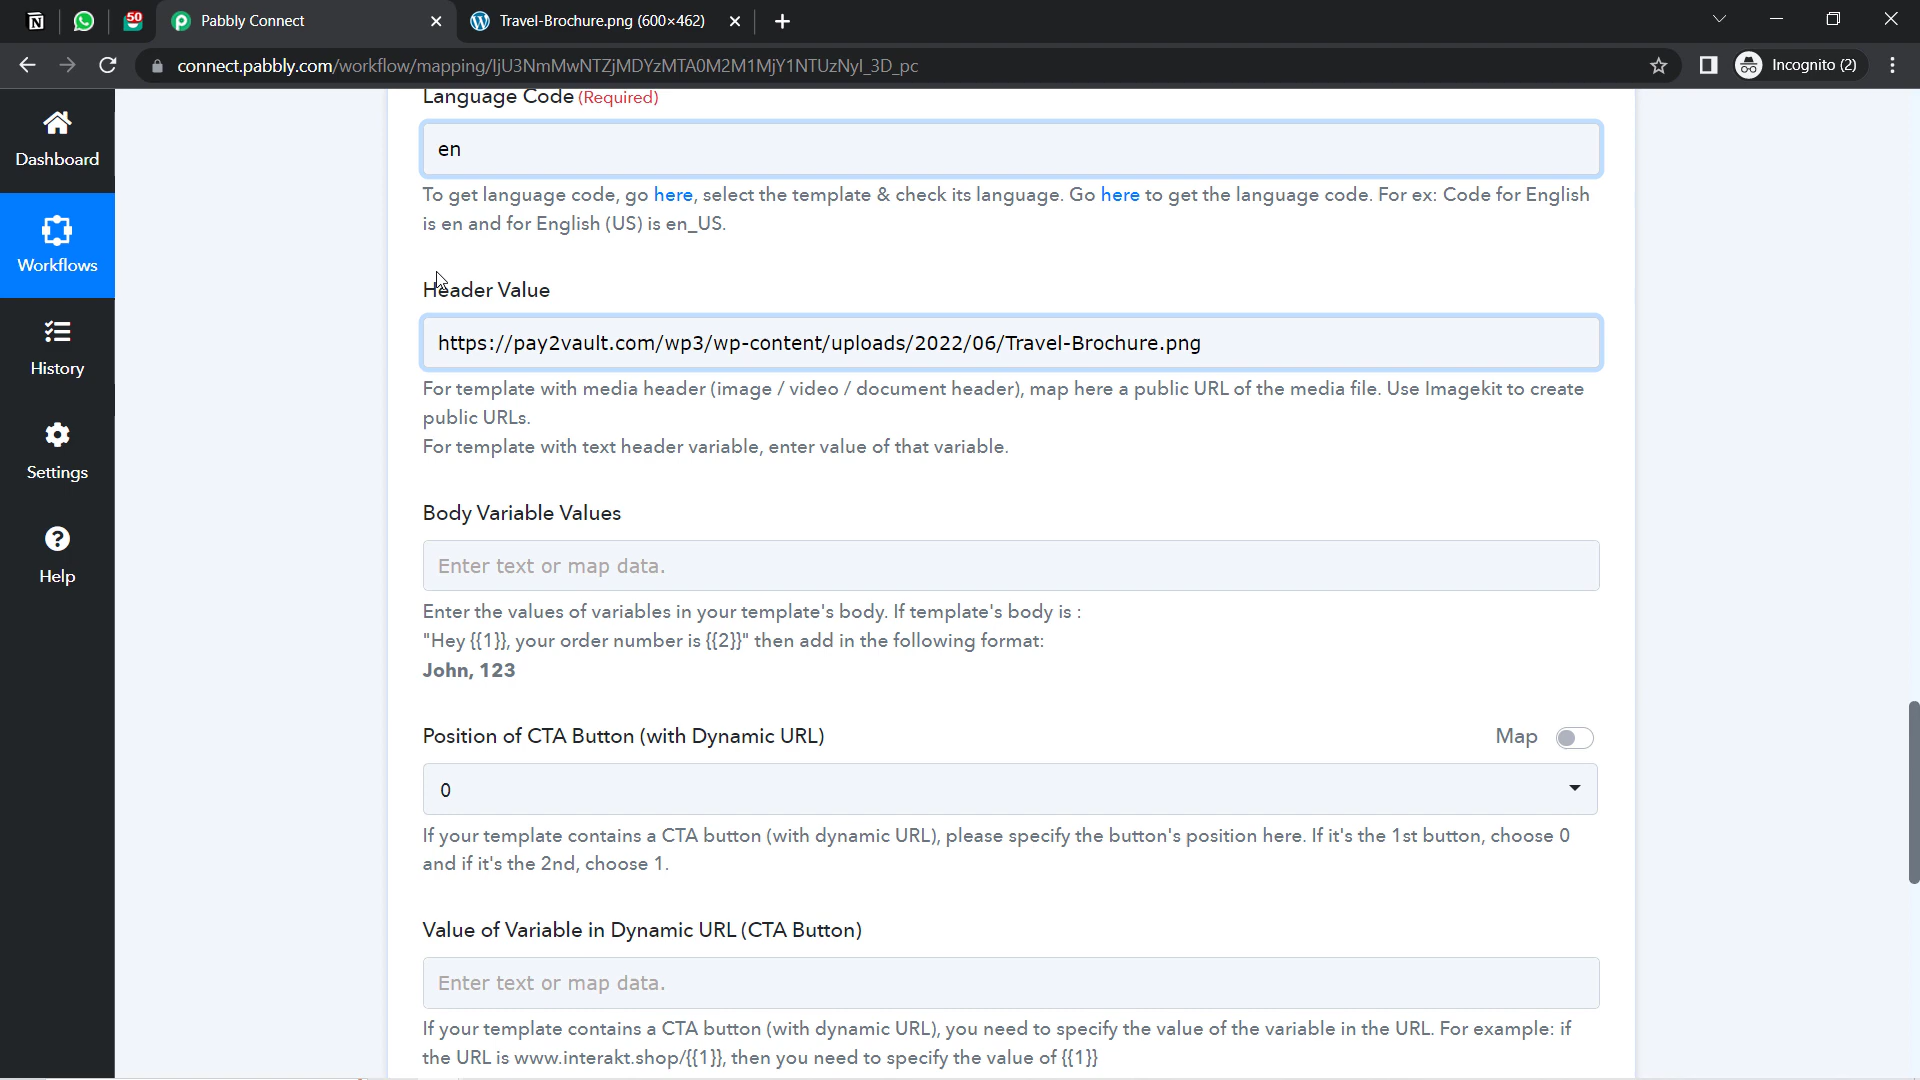 50
Pabbly Connect
Travel-Brochure.png (600×462)
connect.pabbly.com/workflow/mapping/IjU3NmMwNTZjMDYzMTA0M2M1MjY1NTUzNyI_3D_pc
Incognito (2)
Dashboard
Workflows
History
Settings
Help
Language Code (Required)
en
To get language code, go here, select the template & check its language. Go here to get the language code. For ex: Code for English
is en and for English (US) is en_US.
Header Value
https://pay2vault.com/wp3/wp-content/uploads/2022/06/Travel-Brochure.png
For template with media header (image / video / document header), map here a public URL of the media file. Use Imagekit to create
public URLs.
For template with text header variable, enter value of that variable.
Body Variable Values
Enter text or map data.
Enter the values of variables in your template's body. If template's body is :
"Hey {{1}}, your order number is {{2}}" then add in the following format:
John, 123
Position of CTA Button (with Dynamic URL)
Map
0
If your template contains a CTA button (with dynamic URL), please specify the button's position here. If it's the 1st button, choose 0
and if it's the 2nd, choose 1.
Value of Variable in Dynamic URL (CTA Button)
Enter text or map data.
If your template contains a CTA button (with dynamic URL), you need to specify the value of the variable in the URL. For example: if
the URL is www.interakt.shop/{{1}}, then you need to specify the value of {{1}}